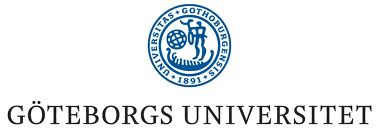 UNIVERSITAS · GOTHOBURGENSIS
· 1891 ·
GÖTEBORGS UNIVERSITET